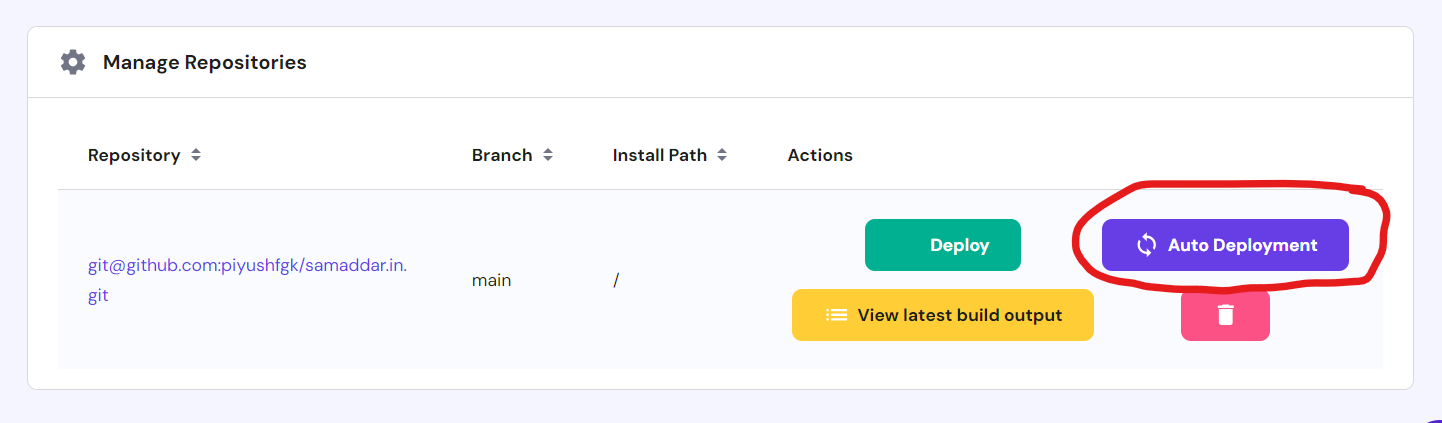 Manage Repositories
Repository Branch Install Path Actions
Deploy Auto Deployment
git@github.com:piyushfgk/samaddar.in.
git
main /
View latest build output